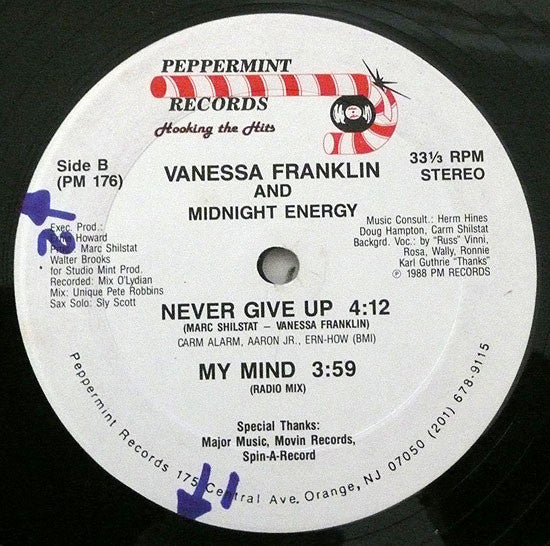 PEPPERMINT
RECORDS
Hooking the Hits
Side B
(PM 176)
33⅓ RPM
STEREO
VANESSA FRANKLIN
AND
MIDNIGHT ENERGY
Exec. Prod.:
Howard
Marc Shilstat
Walter Brooks
for Studio Mint Prod.
Recorded: Mix O'Lydian
Mix: Unique Pete Robbins
Sax Solo: Sly Scott
Music Consult.: Herm Hines
Doug Hampton, Carm Shilstat
Backgrd. Voc.: by "Russ" Vinni,
Rosa, Wally, Ronnie
Karl Guthrie "Thanks"
℗ 1988 PM RECORDS
NEVER GIVE UP 4:12
(MARC SHILSTAT – VANESSA FRANKLIN)
CARM ALARM, AARON JR., ERN-HOW (BMI)
MY MIND 3:59
(RADIO MIX)
Special Thanks:
Major Music, Movin Records,
Spin-A-Record
Peppermint Records 175 Central Ave. Orange, NJ 07050 (201) 678-9115